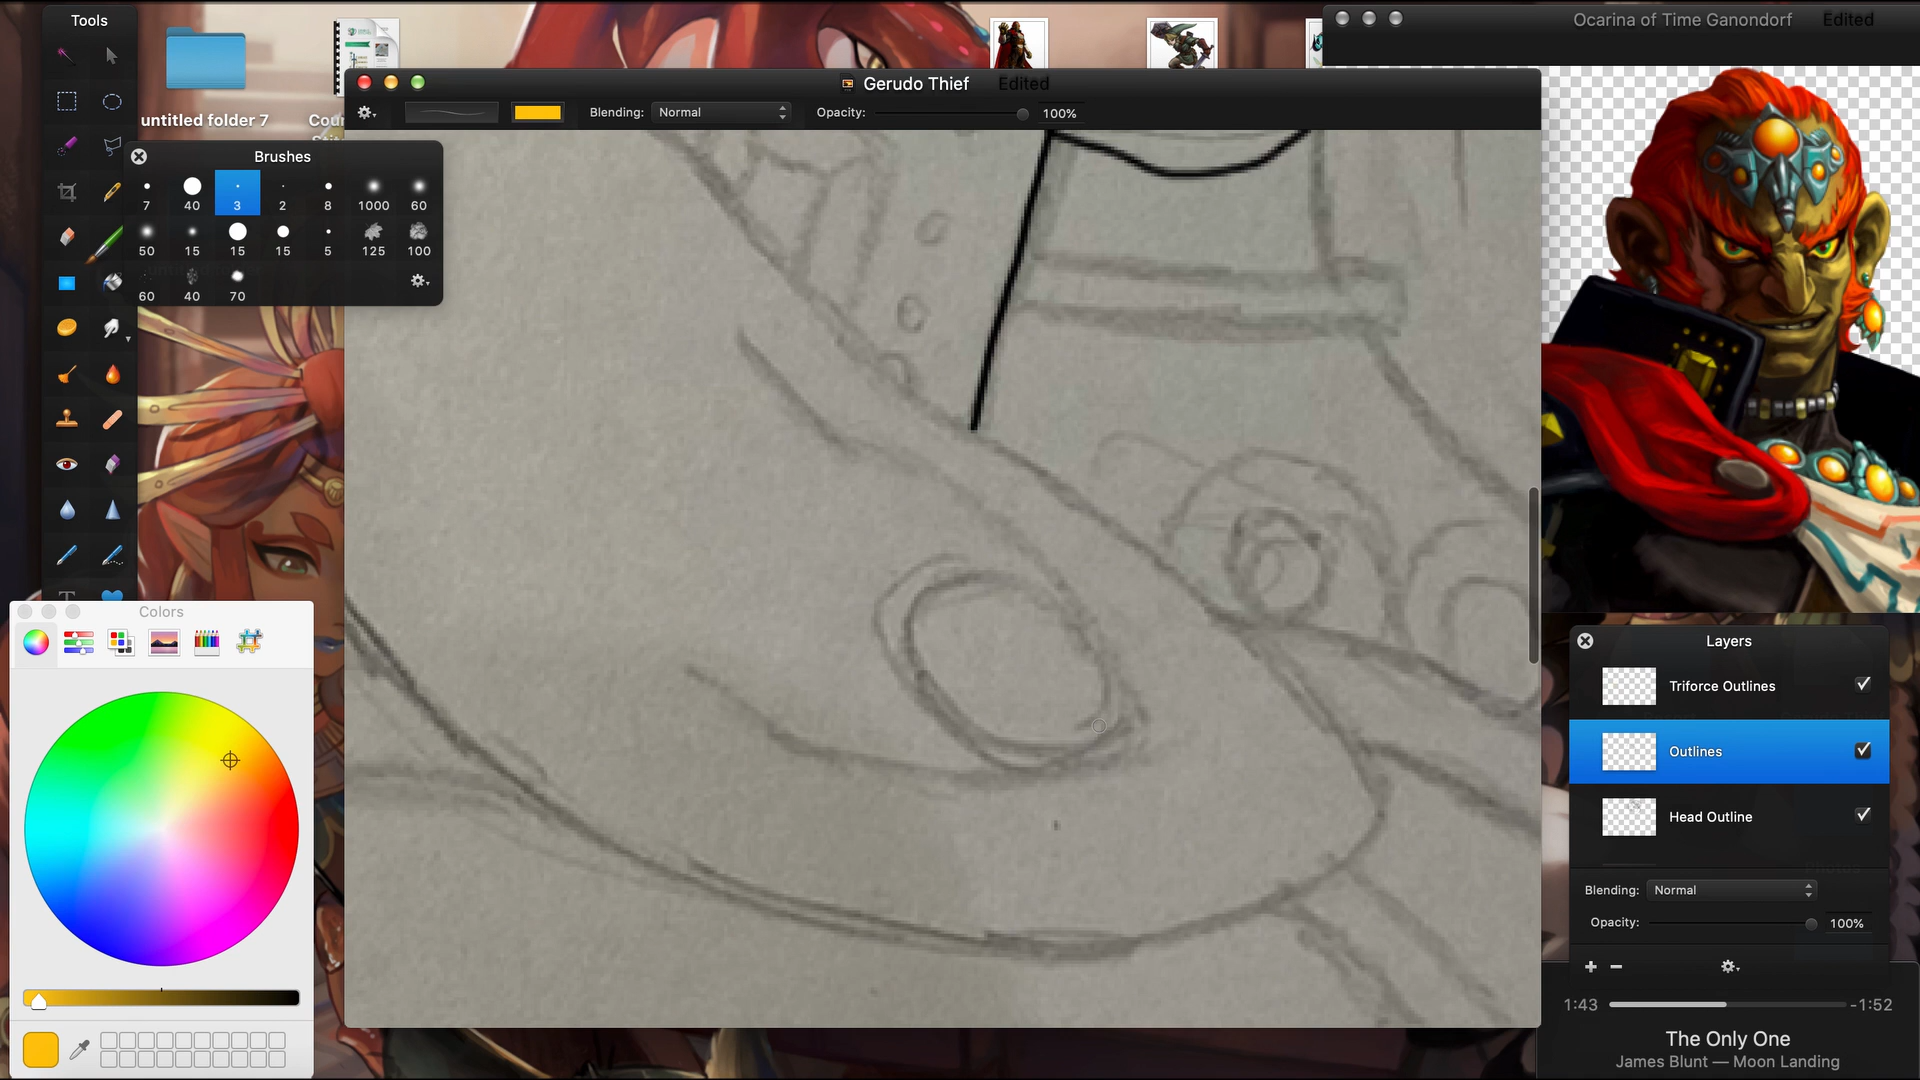 Tools
Ocarina of Time Ganondorf Edited
Gerudo Thief Edited
untitled folder 7
Cou
Blending: Normal
Opacity: 100%
Brushes
7 40 3 2 8 1000 60
50 15 15 15 5 125 100
60 40 70
Colors
Layers
Triforce Outlines
Outlines
Head Outline
Blending: Normal
Opacity: 100%
1:43 -1:52
The Only One
James Blunt — Moon Landing